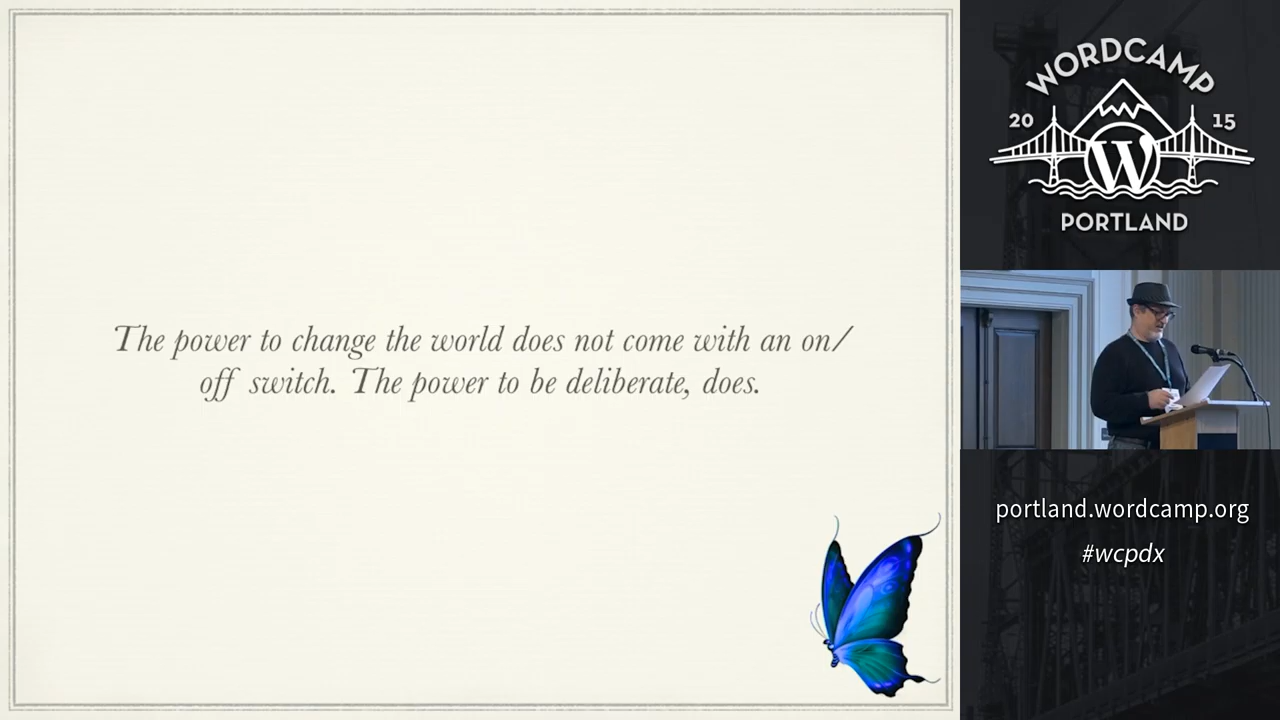 The power to change the world does not come with an on/
off switch. The power to be deliberate, does.
WORDCAMP
20 15
W
PORTLAND
portland.wordcamp.org
#wcpdx